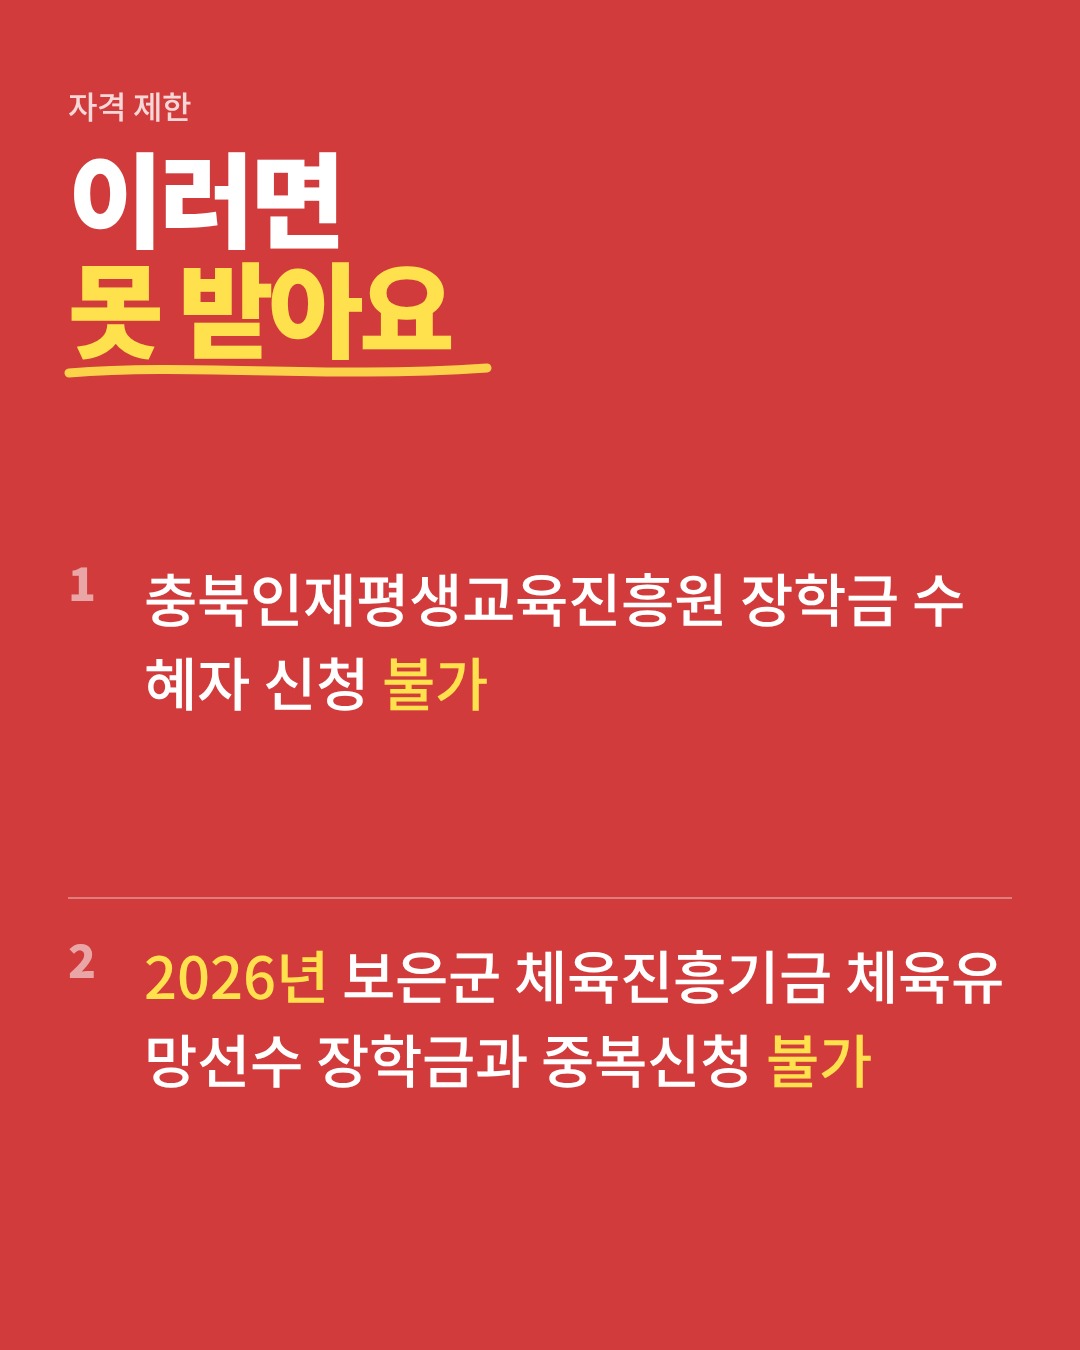 자격 제한
이러면
못 받아요
1
충북인재평생교육진흥원 장학금 수
혜자 신청 불가
2
2026년 보은군 체육진흥기금 체육유
망선수 장학금과 중복신청 불가